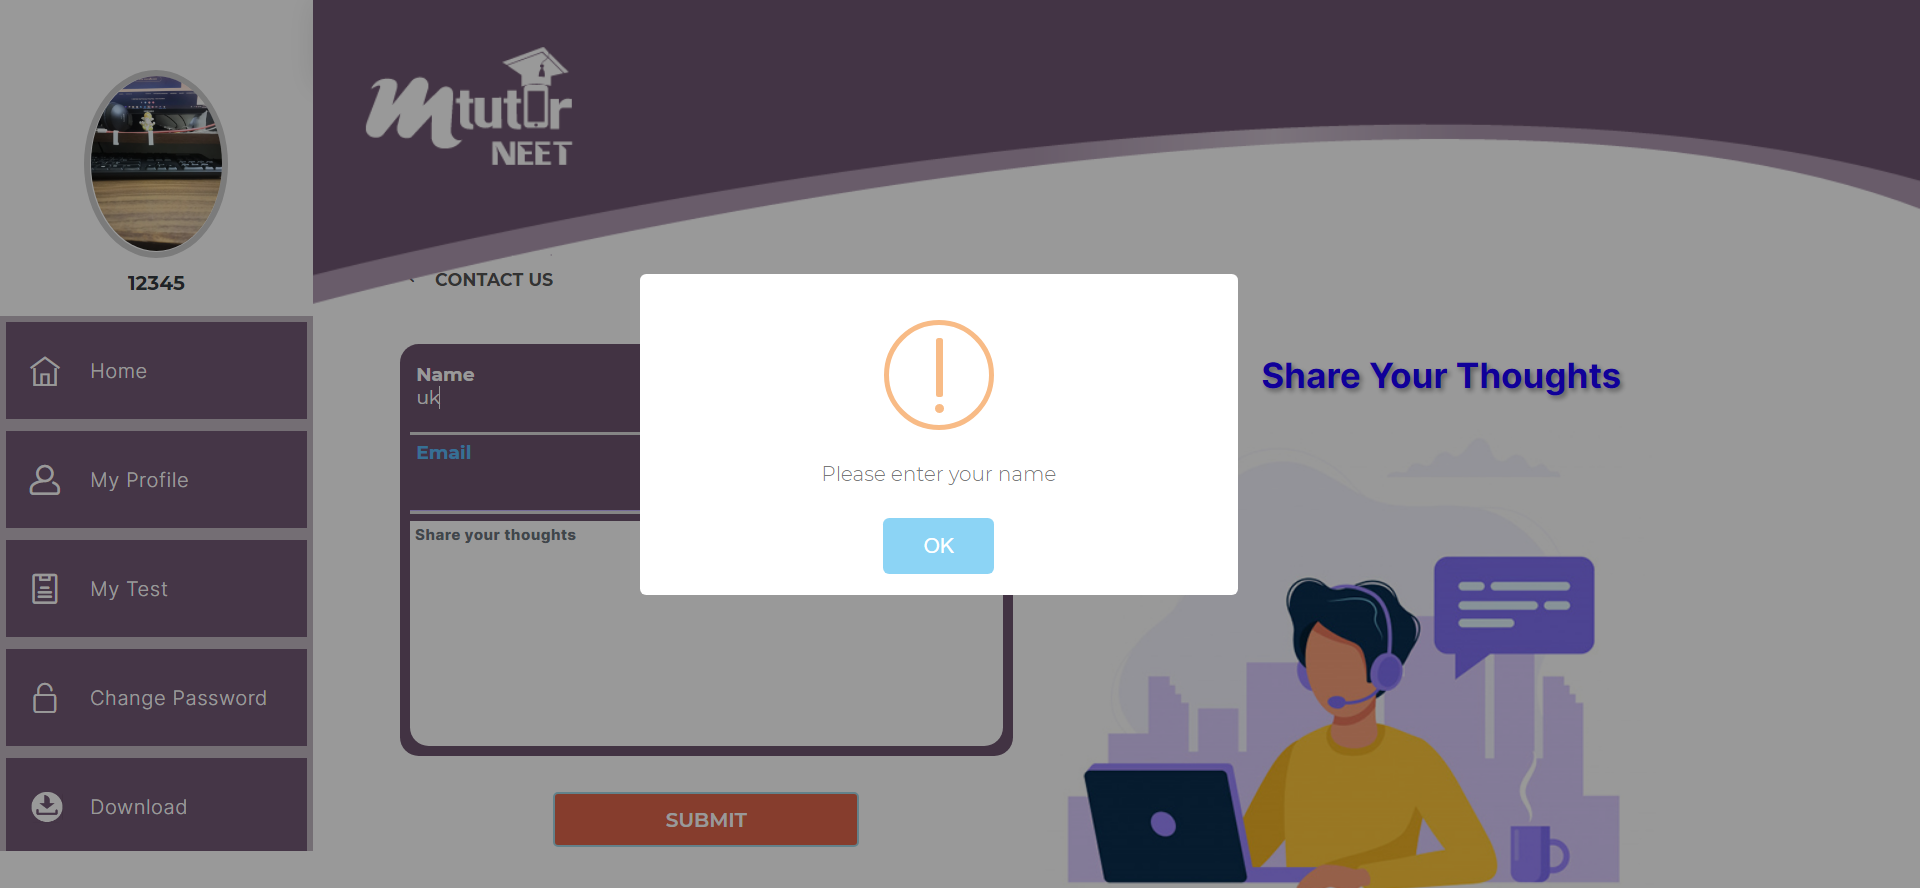 Mtutor
NEET
12345
Home
My Profile
My Test
Change Password
Download
CONTACT US
Name
uk
Email
Share your thoughts
SUBMIT
Please enter your name
OK
Share Your Thoughts